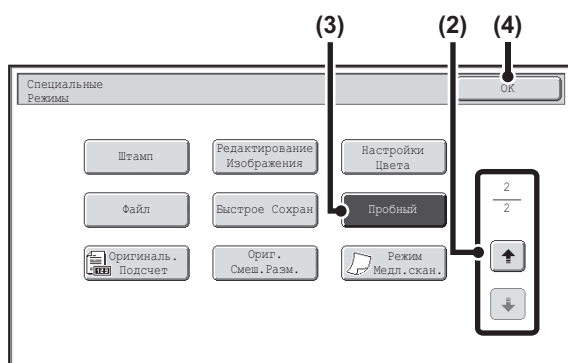 (3) (2) (4)
Специальные
Режимы
OK
Штамп
Редактирование
Изображения
Настройки
Цвета
Файл
Быстрое Сохран
Пробный
2
2
Оригиналь.
Подсчет
123
Ориг.
Смеш.Разм.
Режим
Медл.скан.